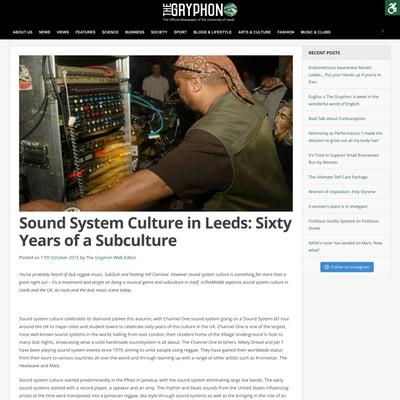 THE GRYPHON
The Official Newspaper of the University of Leeds
ABOUT US NEWS VIEWS FEATURES SCIENCE BUSINESS SOCIETY SPORT BLOGS & LIFESTYLE ARTS & CULTURE FASHION MUSIC & CLUBS
Sound System Culture in Leeds: Sixty
Years of a Subculture
Posted on 17th October 2015 by The Gryphon Web Editor
You've probably heard of dub reggae music, SubDub and Notting Hill Carnival. However sound system culture is something far more than a
great night out – it's a movement and verges on being a musical genre and subculture in itself. InTheMiddle explores sound system culture in
Leeds and the UK, its roots and the dub music scene today.
Sound system culture celebrates its diamond jubilee this autumn, with Channel One sound system going on a 'Sound System 60' tour
around the UK to major cities and student towns to celebrate sixty years of this culture in the UK. Channel One is one of the largest,
most well-known sound systems in the world, hailing from east London, their resident home of the Village Underground is host to
many dub nights, showcasing what a solid handmade soundsystem is all about. The Channel One brothers, Mikey Dread and Jah T
have been playing sound system events since 1979, aiming to unite people using reggae. They have gained their worldwide status
from their tours to various countries all over the world and through teaming up with a range of other artists such as Kromestar, The
Heatwave and Mala.
Sound system culture started predominantly in the fifties in Jamaica, with the sound system eliminating large live bands. The early
sound systems started with a record player, a speaker and an amp. The rhythm and blues sounds from the United States influencing
artists at the time were transposed into a Jamaican reggae, ska style through sound systems as well as the bringing in the role of an
RECENT POSTS
Endometriosis Awareness Month:
Ladies… Put your Hands up if you're in
Pain
EngSoc x The Gryphon: A week in the
wonderful world of English
Real Talk about Contraception
Femininity as Performance: 'I made the
decision to grow out all my body hair'
It's Time to Support Small Businesses
Run by Women
The Ultimate Self Care Package
Women of Inspiration: Poly Styrene
A woman's place is in showgate
Fictitious Gorilla Spotted on Fictitious
Street
NASA's rover has landed on Mars. Now
what?
Follow on Instagram